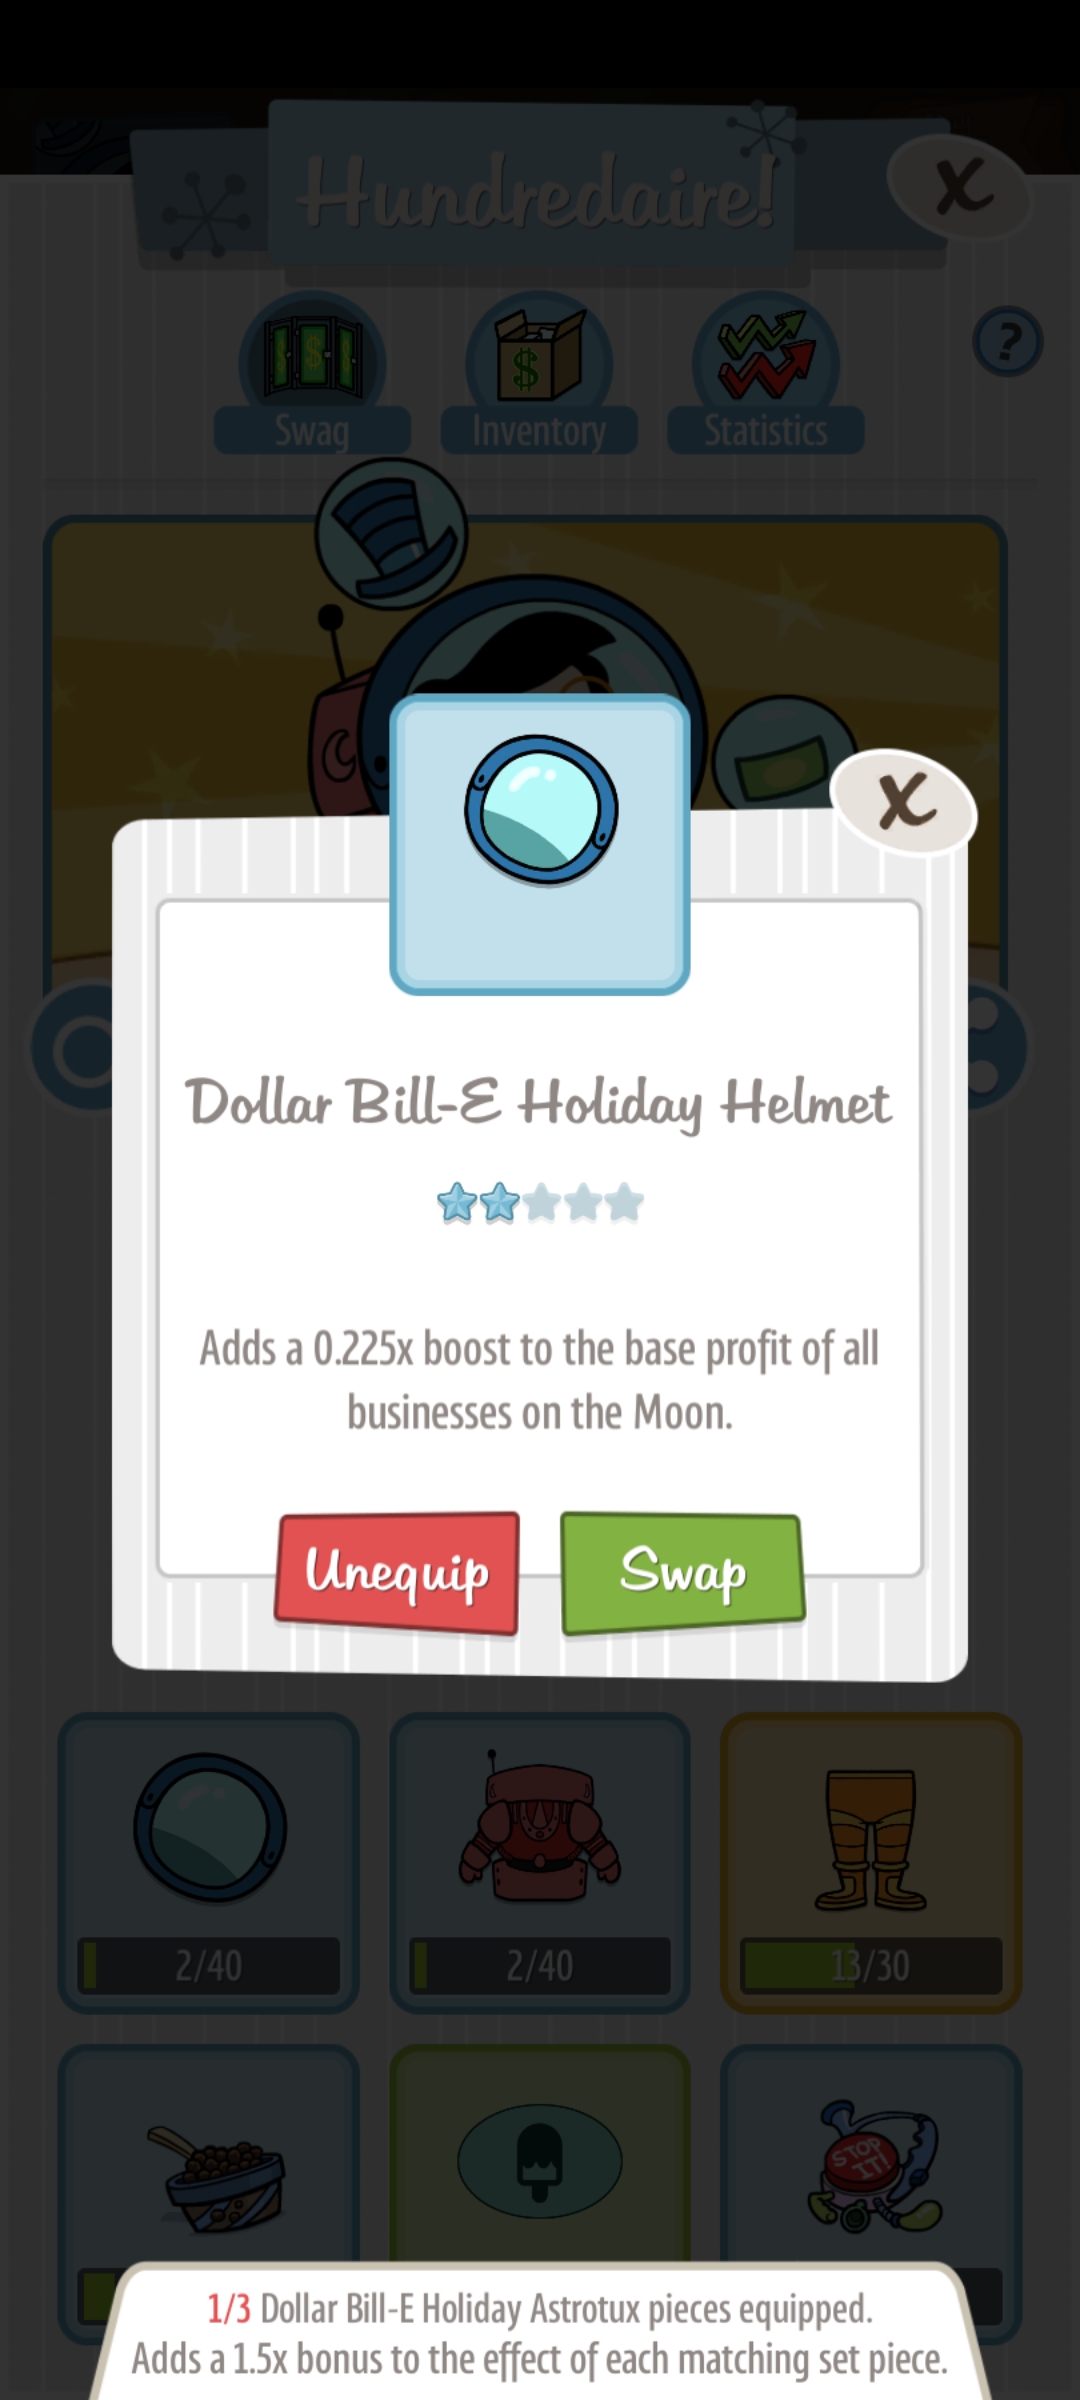 Hundredaire!
X
$ $ $
$
?
Swag
Inventory
Statistics
X
Dollar Bill-E Holiday Helmet
Adds a 0.225x boost to the base profit of all
businesses on the Moon.
Unequip
Swap
2/40
2/40
13/30
STOP
IT!
1/3 Dollar Bill-E Holiday Astrotux pieces equipped.
Adds a 1.5x bonus to the effect of each matching set piece.